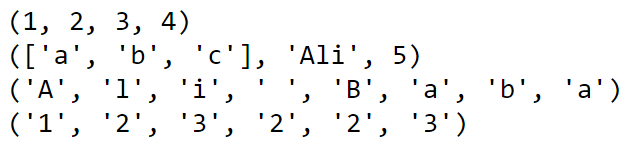 (1, 2, 3, 4)
(['a', 'b', 'c'], 'Ali', 5)
('A', 'l', 'i', ' ', 'B', 'a', 'b', 'a')
('1', '2', '3', '2', '2', '3')